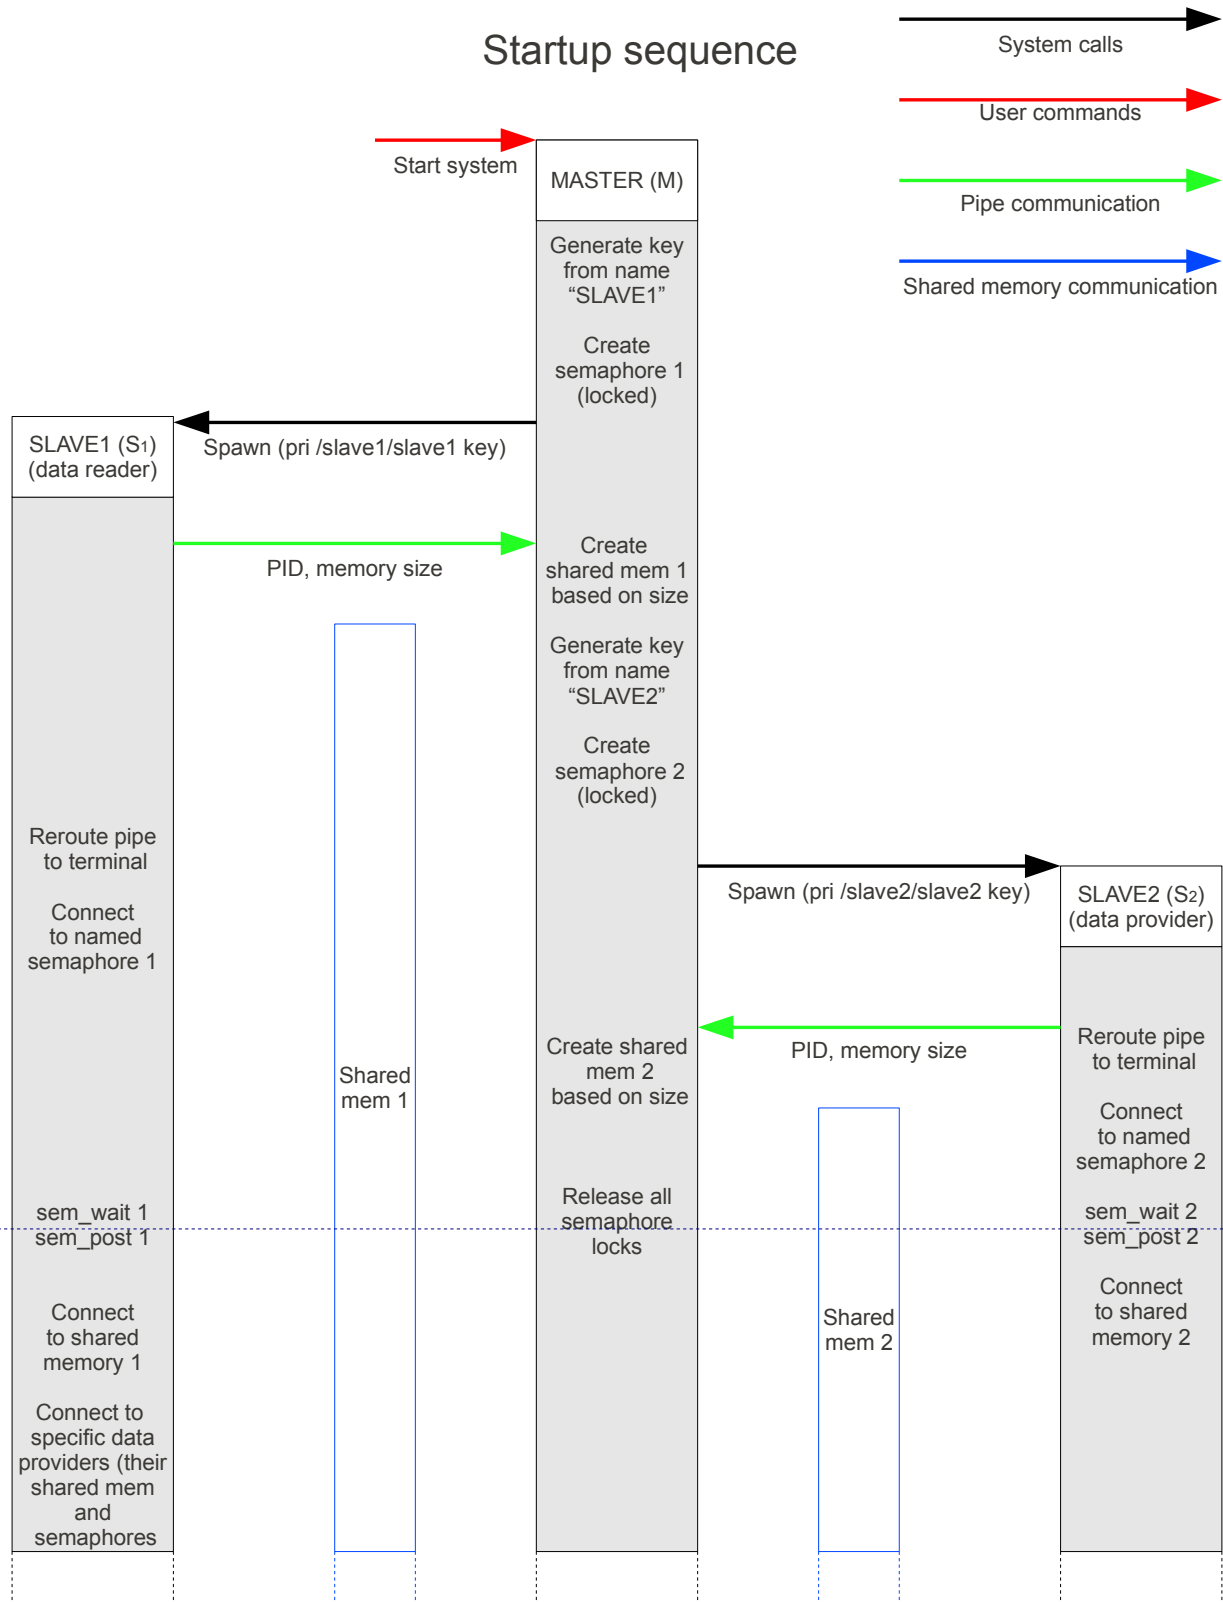 Startup sequence
System calls
User commands
Pipe communication
Shared memory communication
Start system
MASTER (M)
Generate key
from name
“SLAVE1”
Create
semaphore 1
(locked)
Spawn (pri /slave1/slave1 key)
SLAVE1 (S1)
(data reader)
PID, memory size
Create
shared mem 1
based on size
Generate key
from name
“SLAVE2”
Create
semaphore 2
(locked)
Reroute pipe
to terminal
Connect
to named
semaphore 1
Spawn (pri /slave2/slave2 key)
SLAVE2 (S2)
(data provider)
PID, memory size
Create shared
mem 2
based on size
Reroute pipe
to terminal
Connect
to named
semaphore 2
Shared
mem 1
Release all
semaphore
locks
sem_wait 1
sem_post 1
sem_wait 2
sem_post 2
Connect
to shared
memory 1
Shared
mem 2
Connect
to shared
memory 2
Connect to
specific data
providers (their
shared mem
and
semaphores